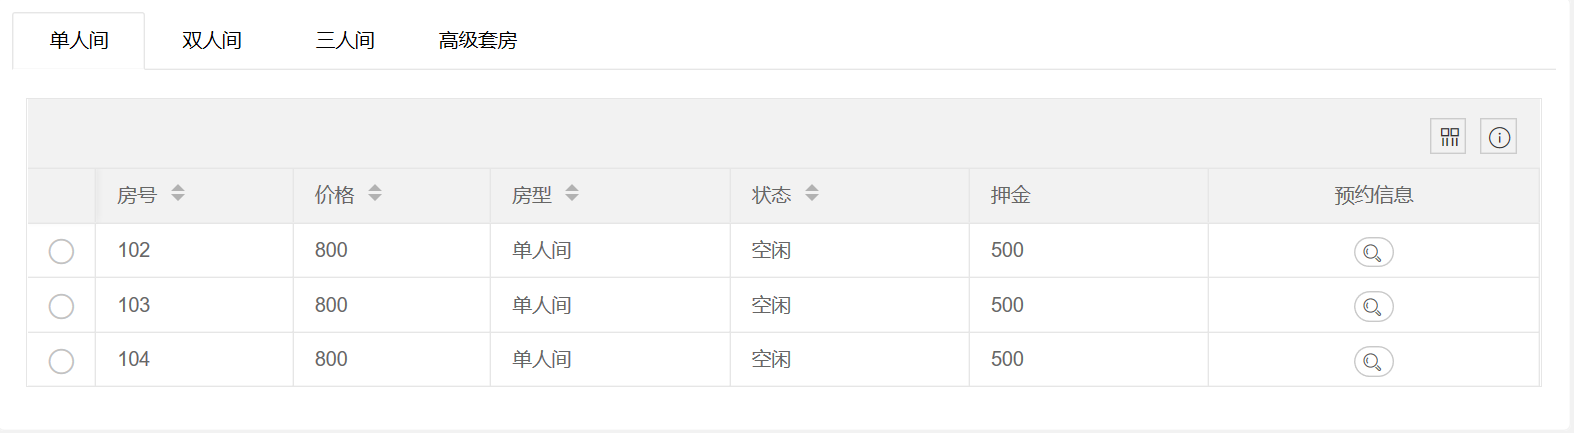 单人间 双人间 三人间 高级套房
房号 价格 房型 状态 押金 预约信息
102 800 单人间 空闲 500
103 800 单人间 空闲 500
104 800 单人间 空闲 500